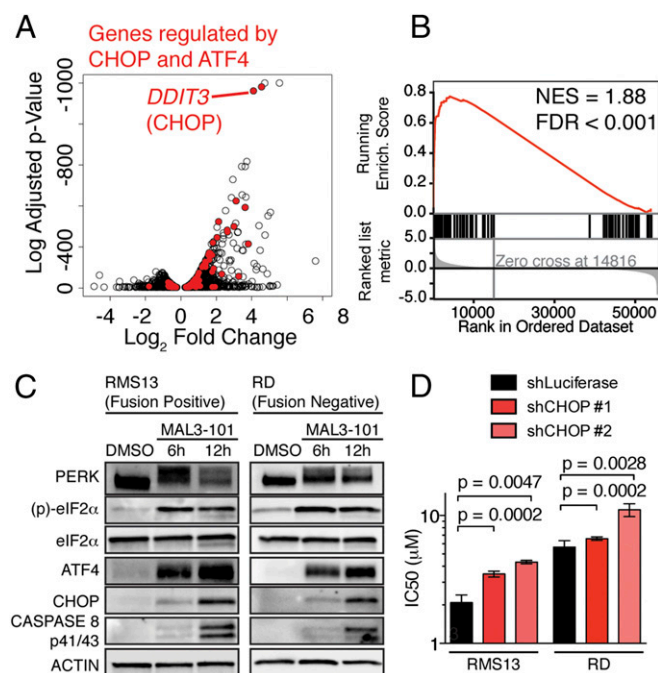 A
Genes regulated by
CHOP and ATF4
DDIT3
(CHOP)
Log Adjusted p-Value
-1000
-800
-400
0
-4 -2 0 2 4 6 8
Log2 Fold Change
B
NES = 1.88
FDR < 0.001
Running
Enrich. Score
0.8
0.6
0.4
0.2
0.0
Ranked list
metric
5.0
0.0
-5.0
Zero cross at 14816
10000 30000 50000
Rank in Ordered Dataset
C
RMS13
(Fusion Positive)
RD
(Fusion Negative)
MAL3-101
MAL3-101
DMSO 6h 12h
DMSO 6h 12h
PERK
(p)-eIF2α
eIF2α
ATF4
CHOP
CASPASE 8
p41/43
ACTIN
D
shLuciferase
shCHOP #1
shCHOP #2
p = 0.0047
p = 0.0002
p = 0.0028
p = 0.0002
IC50 (μM)
10
1
RMS13
RD